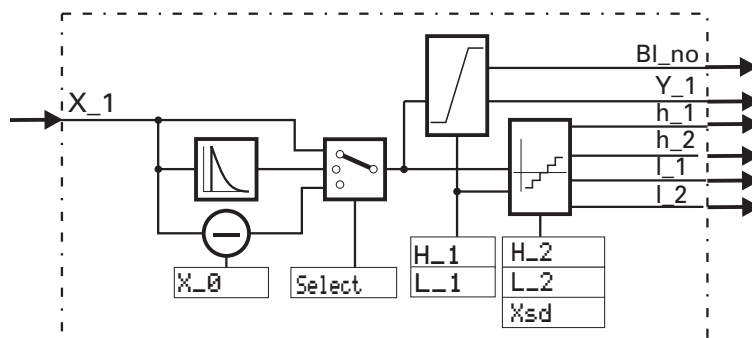 Bl_no
X_1
Y_1
h_1
h_2
l_1
l_2
H_1
H_2
X_0
Select
L_1
L_2
Xsd